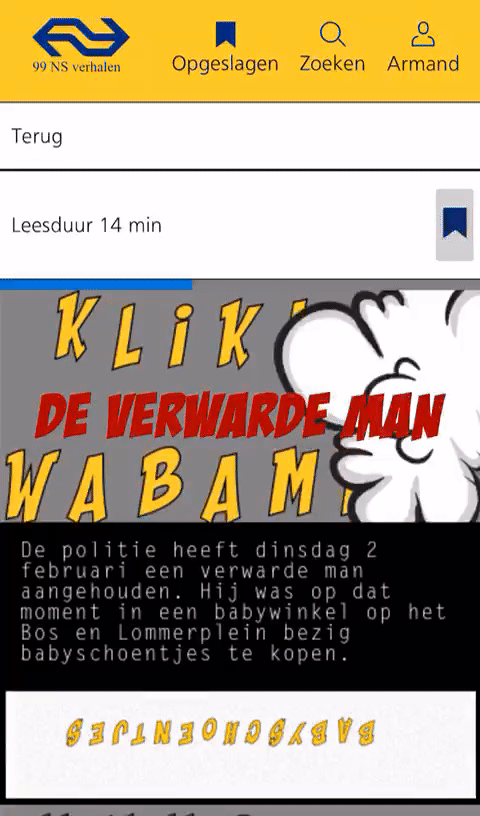 99 NS verhalen
Opgeslagen
Zoeken
Armand
Terug
Leesduur 14 min
KLiK!
DE VERWARDE MAN
WABAM
De politie heeft dinsdag 2
februari een verwarde man
aangehouden. Hij was op dat
moment in een babywinkel op het
Bos en Lommerplein bezig
babyschoentjes te kopen.
BABYSCHOENTJES